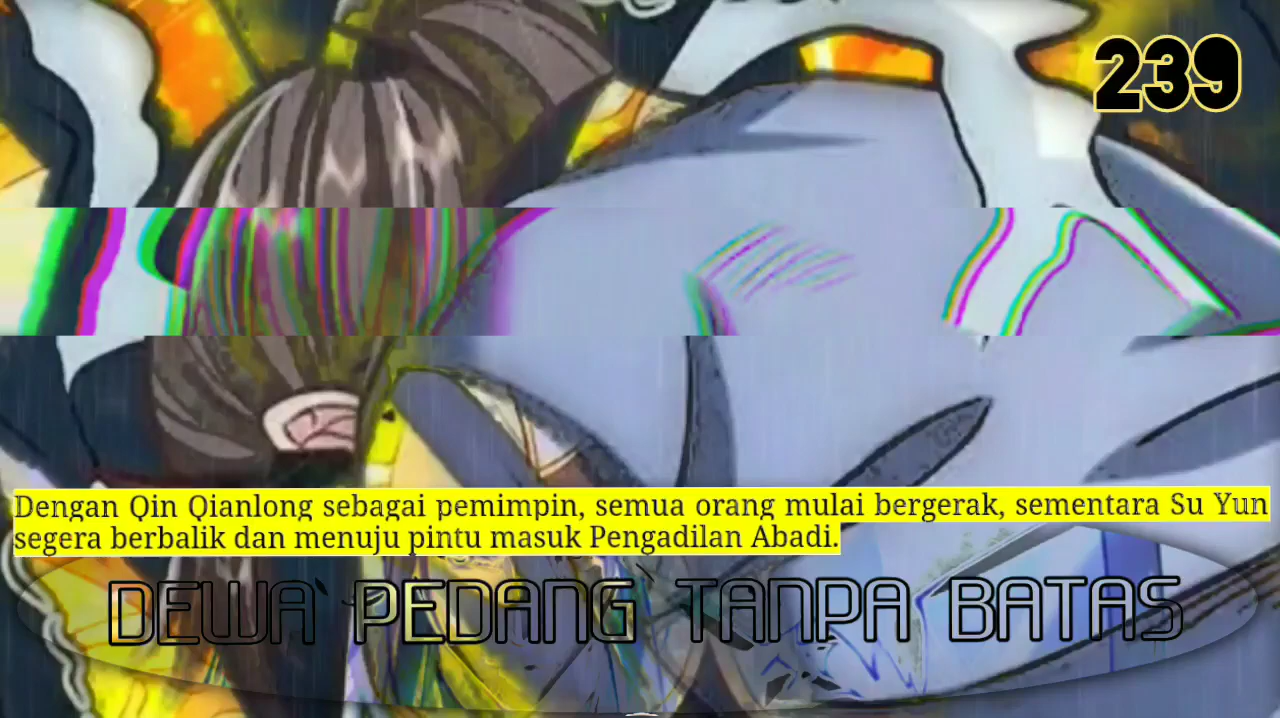 239
Dengan Qin Qianlong sebagai pemimpin, semua orang mulai bergerak, sementara Su Yun
segera berbalik dan menuju pintu masuk Pengadilan Abadi.
DEWA PEDANG TANPA BATAS